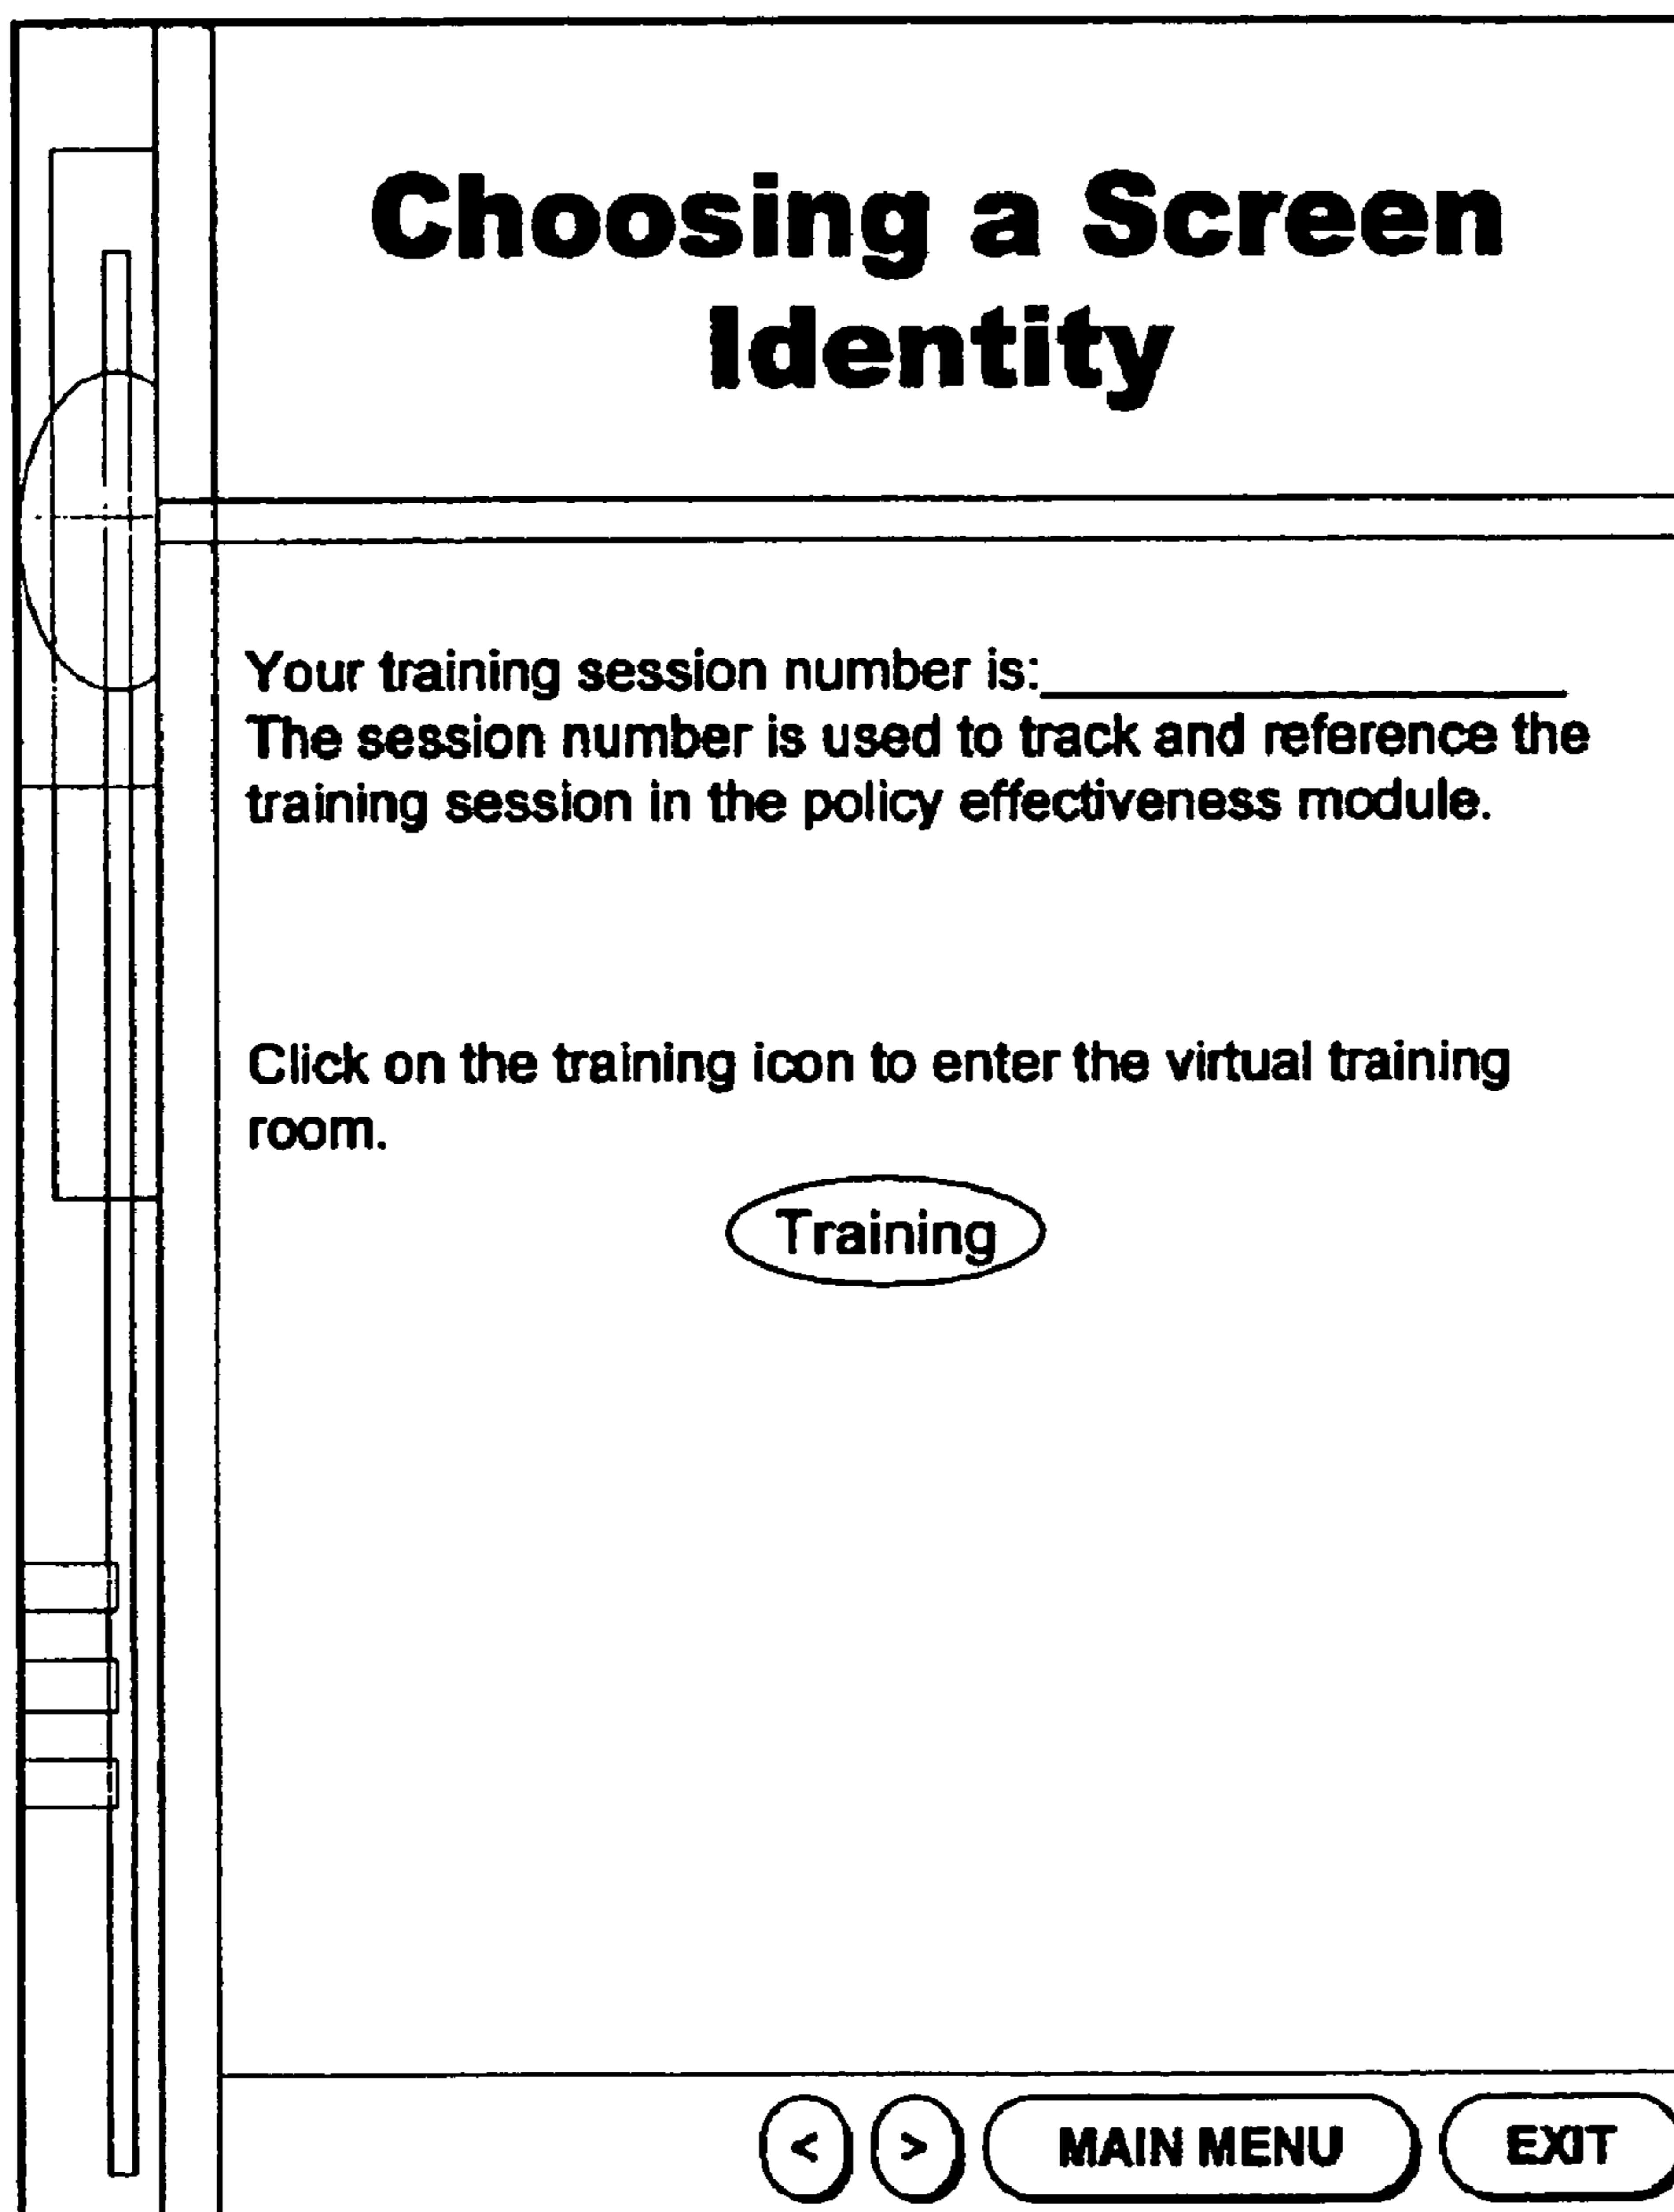 Choosing a Screen
Identity
Your training session number is:
The session number is used to track and reference the
training session in the policy effectiveness module.
Click on the training icon to enter the virtual training
room.
Training
< > MAIN MENU EXIT